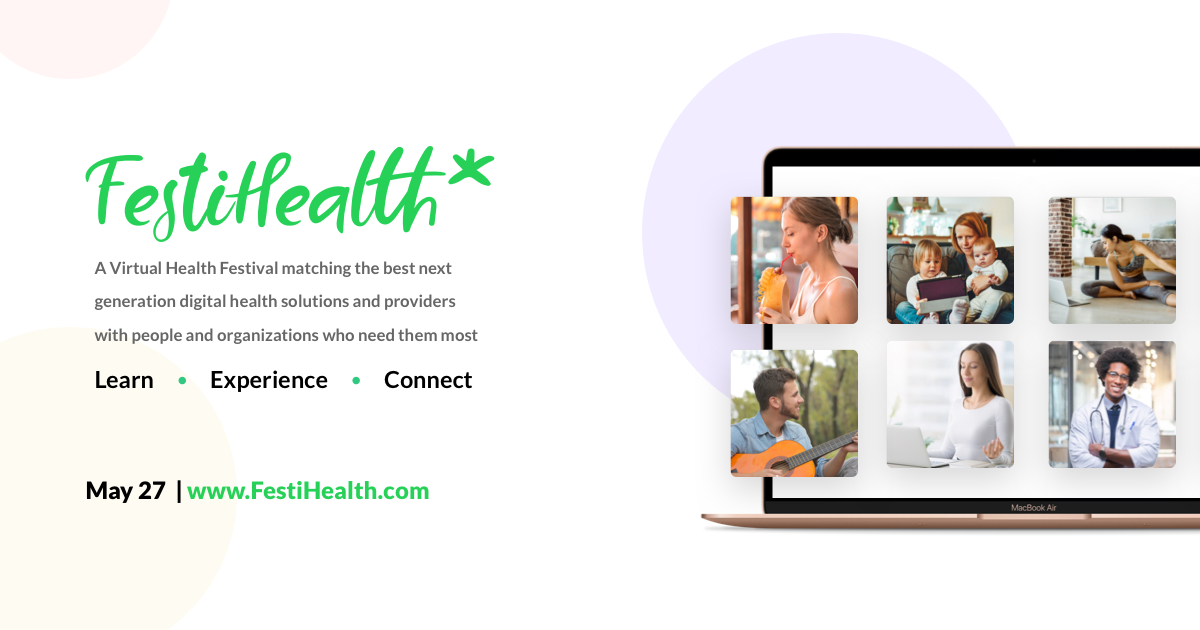 FestiHealth*
A Virtual Health Festival matching the best next
generation digital health solutions and providers
with people and organizations who need them most
Learn • Experience • Connect
May 27 | www.FestiHealth.com
MacBook Air